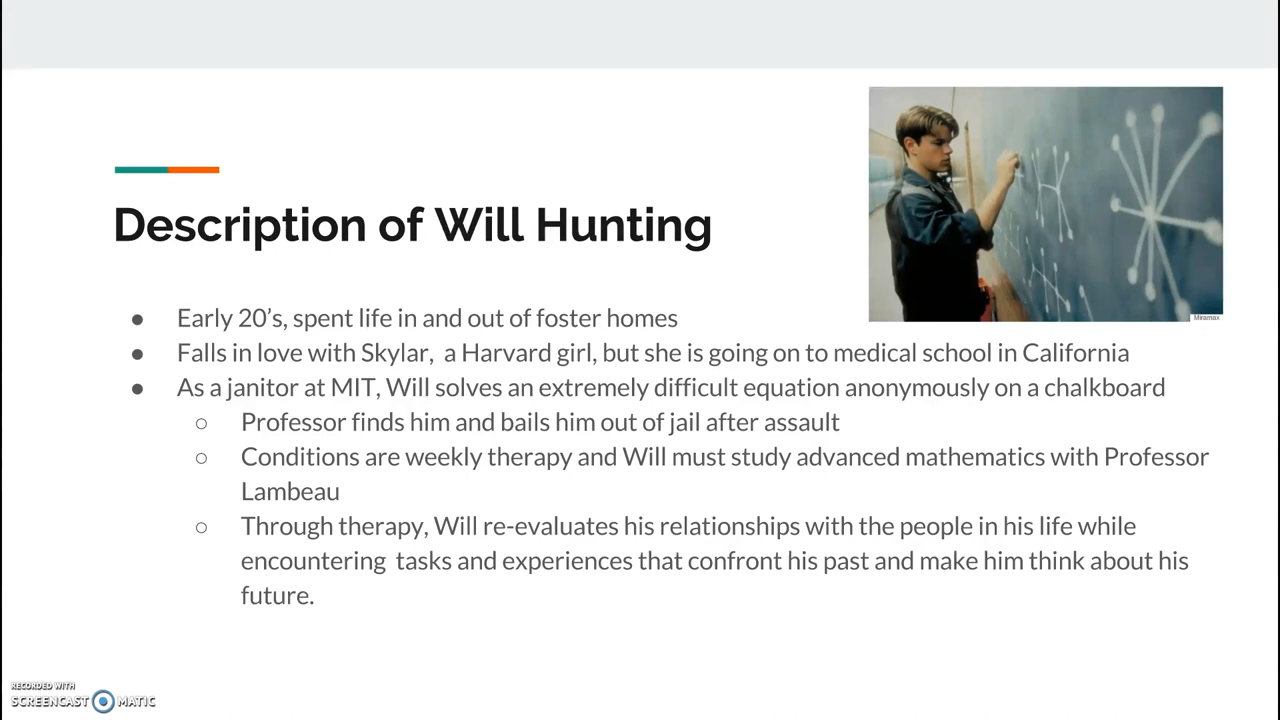 Miramax
Description of Will Hunting
● Early 20’s, spent life in and out of foster homes
● Falls in love with Skylar, a Harvard girl, but she is going on to medical school in California
● As a janitor at MIT, Will solves an extremely difficult equation anonymously on a chalkboard
○ Professor finds him and bails him out of jail after assault
○ Conditions are weekly therapy and Will must study advanced mathematics with Professor
Lambeau
○ Through therapy, Will re-evaluates his relationships with the people in his life while
encountering tasks and experiences that confront his past and make him think about his
future.
RECORDED WITH
SCREENCAST MATIC